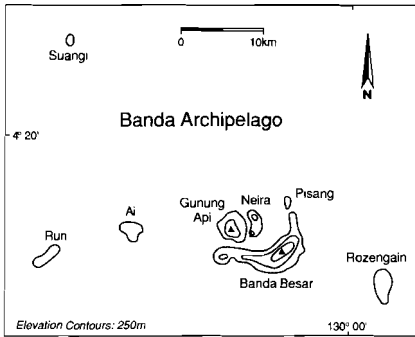 Suangi
0 10km
N
Banda Archipelago
4° 20'
Pisang
Gunung
Api
Neira
Ai
Run
Rozengain
Banda Besar
Elevation Contours: 250m
130° 00'